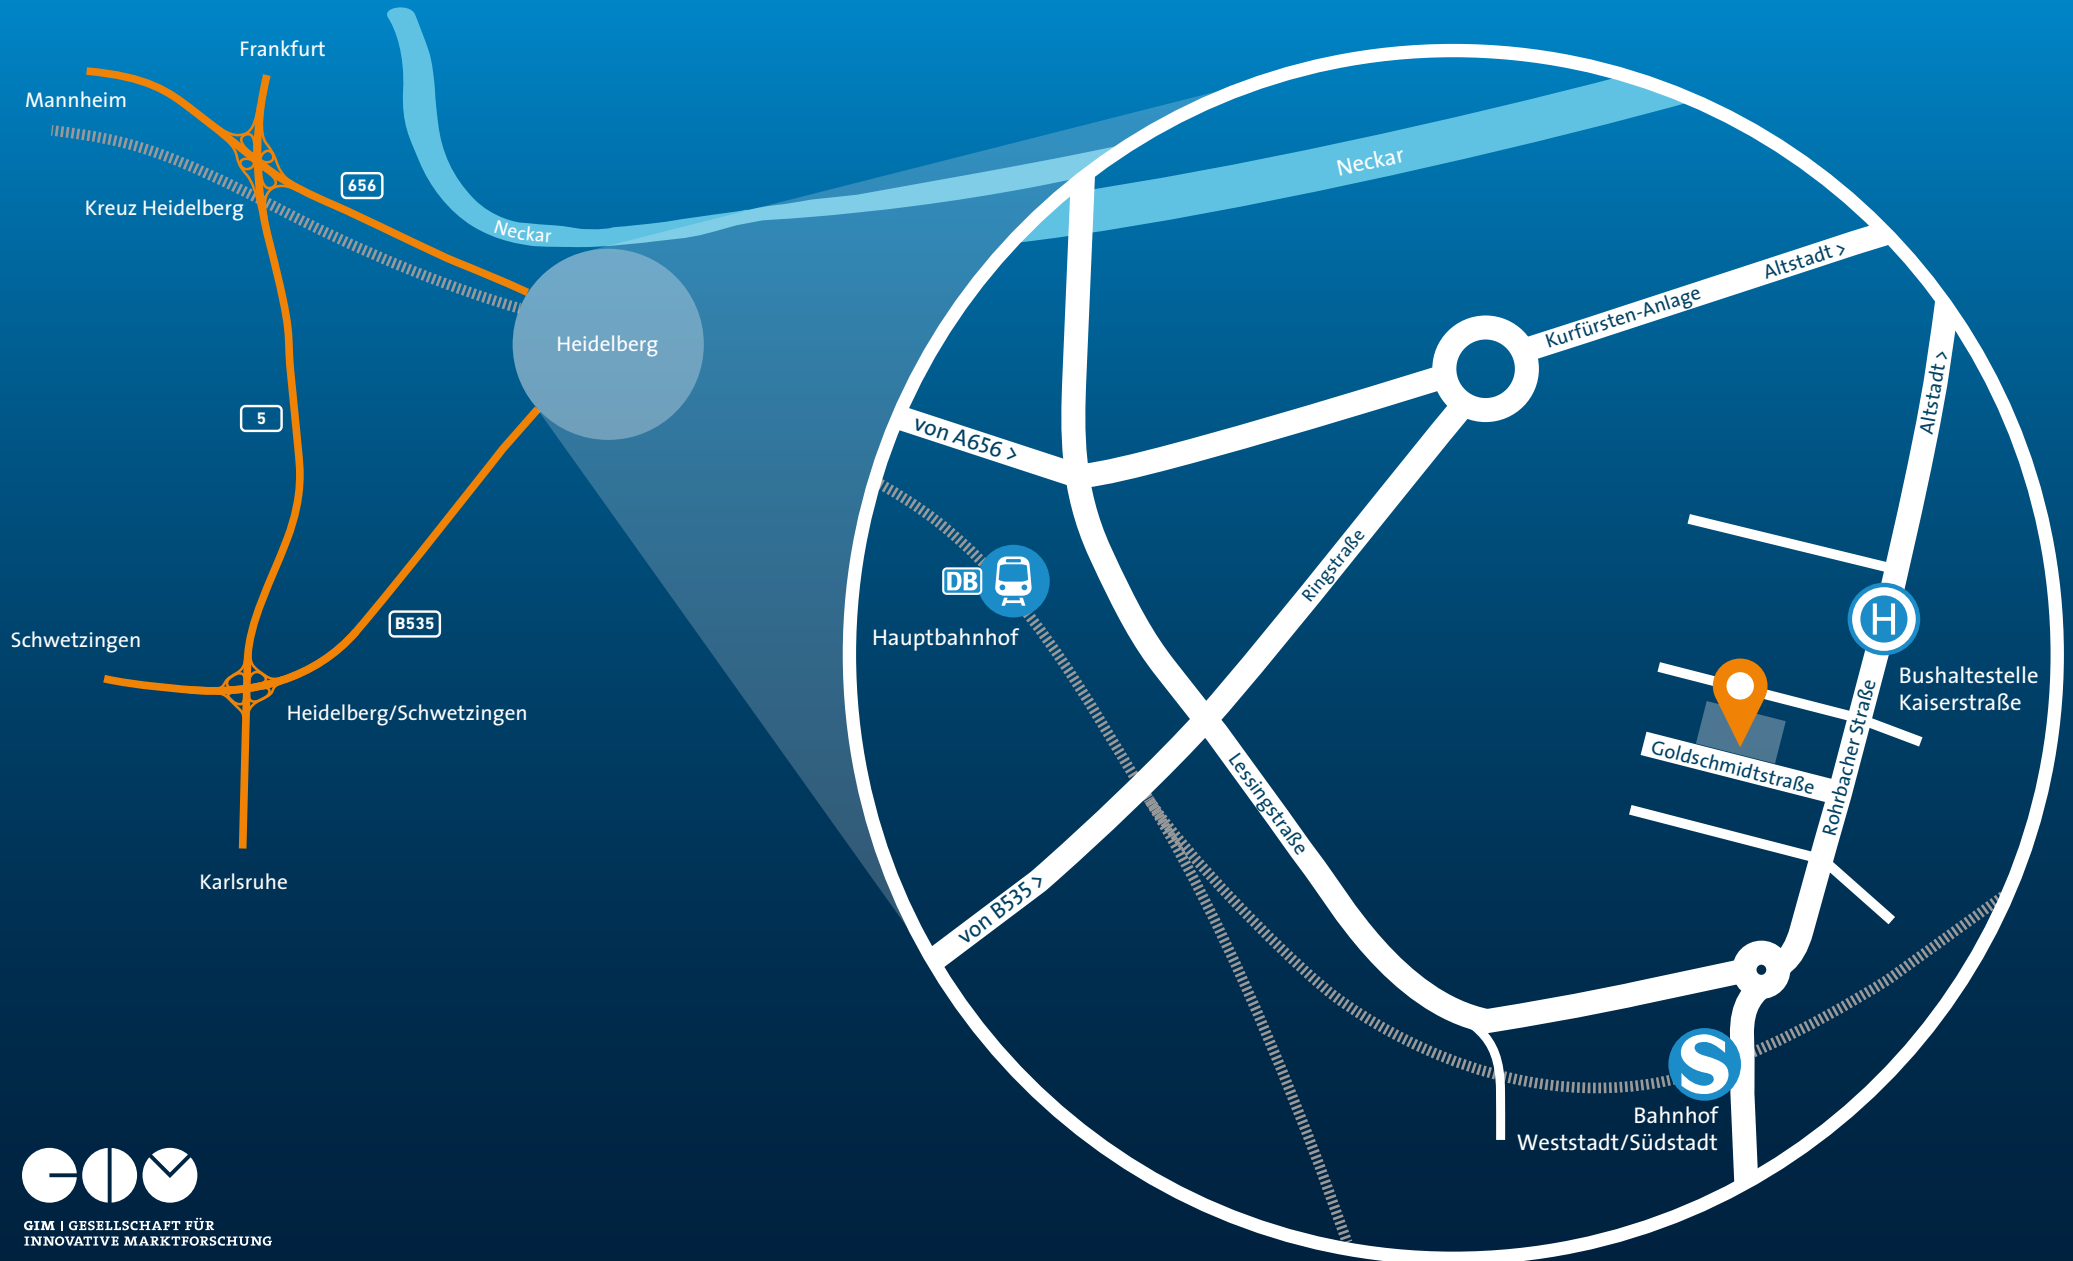 Frankfurt
Mannheim
656
Kreuz Heidelberg
Neckar
Heidelberg
5
B535
Schwetzingen
Heidelberg/Schwetzingen
Karlsruhe
Neckar
Altstadt >
Kurfürsten-Anlage
Altstadt >
von A656 >
Ringstraße
DB
Hauptbahnhof
H
Bushaltestelle
Kaiserstraße
Goldschmidtstraße
Rohrbacher Straße
Lessingstraße
von B535 >
S
Bahnhof
Weststadt/Südstadt
GIM
GIM | GESELLSCHAFT FÜR
INNOVATIVE MARKTFORSCHUNG